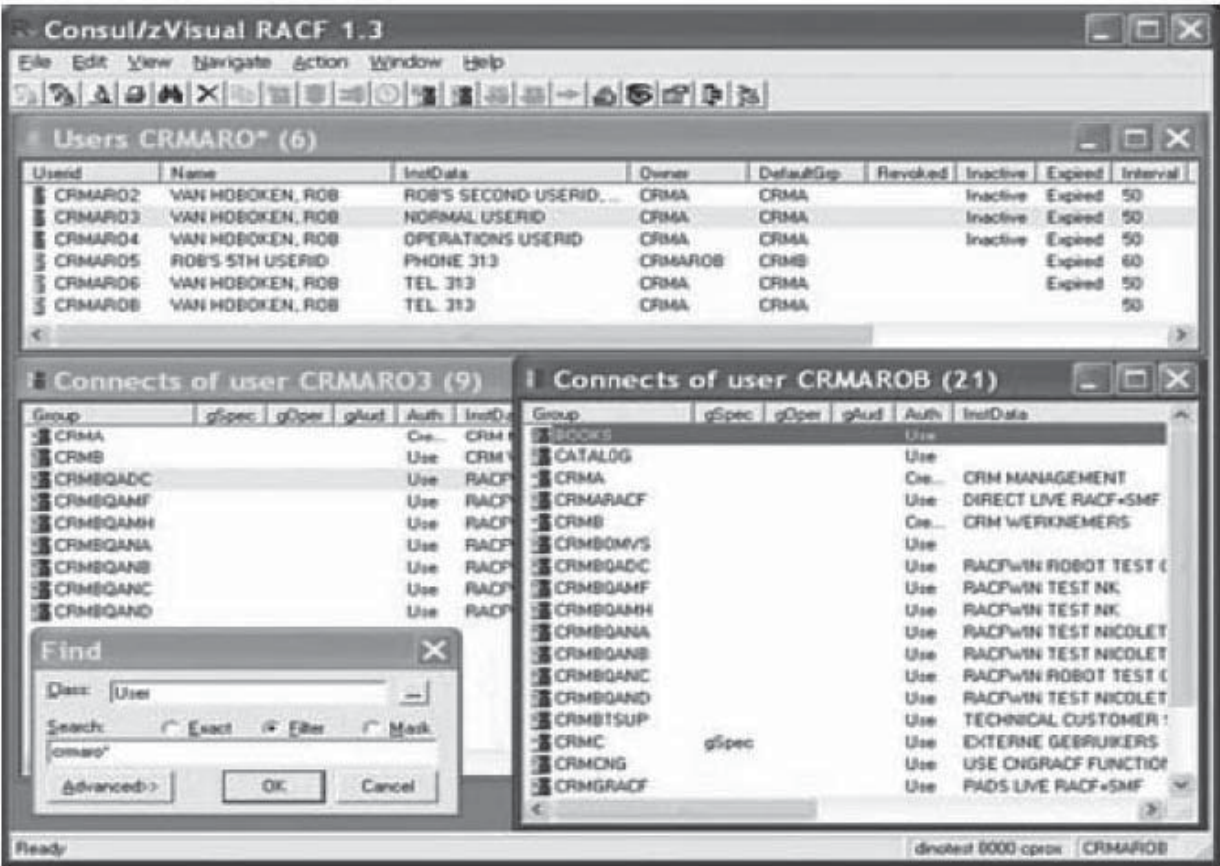 Consul/zVisual RACF 1.3
File Edit View Navigate Action Window Help
Users CRMARO* (6)
Userid Name InstData Owner DefaultGrp Revoked Inactive Expired Interval
CRMARO2 VAN HOBOKEN, ROB ROB'S SECOND USERID, ... CRMA CRMA Inactive Expired 50
CRMARO3 VAN HOBOKEN, ROB NORMAL USERID CRMA CRMA Inactive Expired 50
CRMARO4 VAN HOBOKEN, ROB OPERATIONS USERID CRMA CRMA Inactive Expired 50
CRMARO5 ROB'S 5TH USERID PHONE 313 CRMAROB CRMB Expired 60
CRMARO6 VAN HOBOKEN, ROB TEL. 313 CRMA CRMA Expired 50
CRMAROB VAN HOBOKEN, ROB TEL. 313 CRMA CRMA 50
Connects of user CRMARO3 (9)
Group gSpec gOper gAud Auth InstDa
CRMA Cre... CRM
CRMB Use CRM
CRMBQADC Use RACF
CRMBQAMF Use RACF
CRMBQAMH Use RACF
CRMBQANA Use RACF
CRMBQANB Use RACF
CRMBQANC Use RACF
CRMBQAND Use RACF
Connects of user CRMAROB (21)
Group gSpec gOper gAud Auth InstData
BOOKS Use
CATALOG Use
CRMA Cre... CRM MANAGEMENT
CRMARACF Use DIRECT LIVE RACF+SMF
CRMB Cre... CRM WERKNEMERS
CRMBOMVS Use
CRMBQADC Use RACFwIN ROBOT TEST
CRMBQAMF Use RACFwIN TEST NK
CRMBQAMH Use RACFwIN TEST NK
CRMBQANA Use RACFwIN TEST NICOLET
CRMBQANB Use RACFwIN TEST NICOLET
CRMBQANC Use RACFwIN ROBOT TEST
CRMBQAND Use RACFwIN TEST NICOLET
CRMBTSUP Use TECHNICAL CUSTOMER
CRMC gSpec Use EXTERNE GEBRUIKERS
CRMCNG Use USE CNGRACF FUNCTION
CRMGRACF Use PADS LIVE RACF+SMF
Find
Class: User ...
Search: Exact Filter Mask
crmaro*
Advanced>> OK Cancel
Ready dinotest 8000 cprox CRMAROB